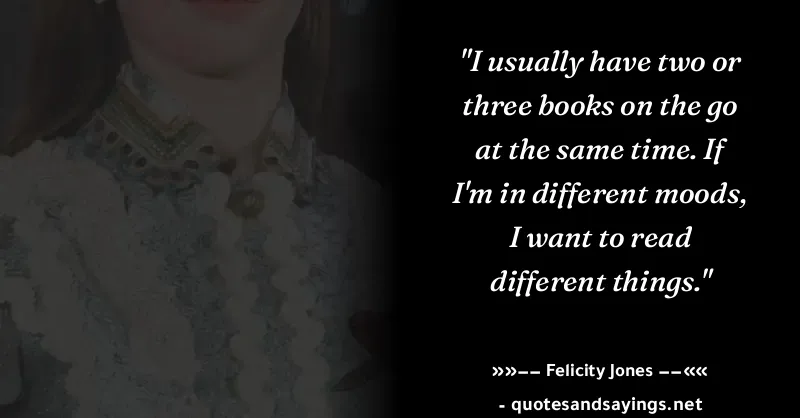 "I usually have two or
three books on the go
at the same time. If
I'm in different moods,
I want to read
different things."
»»−− Felicity Jones −−««
- quotesandsayings.net